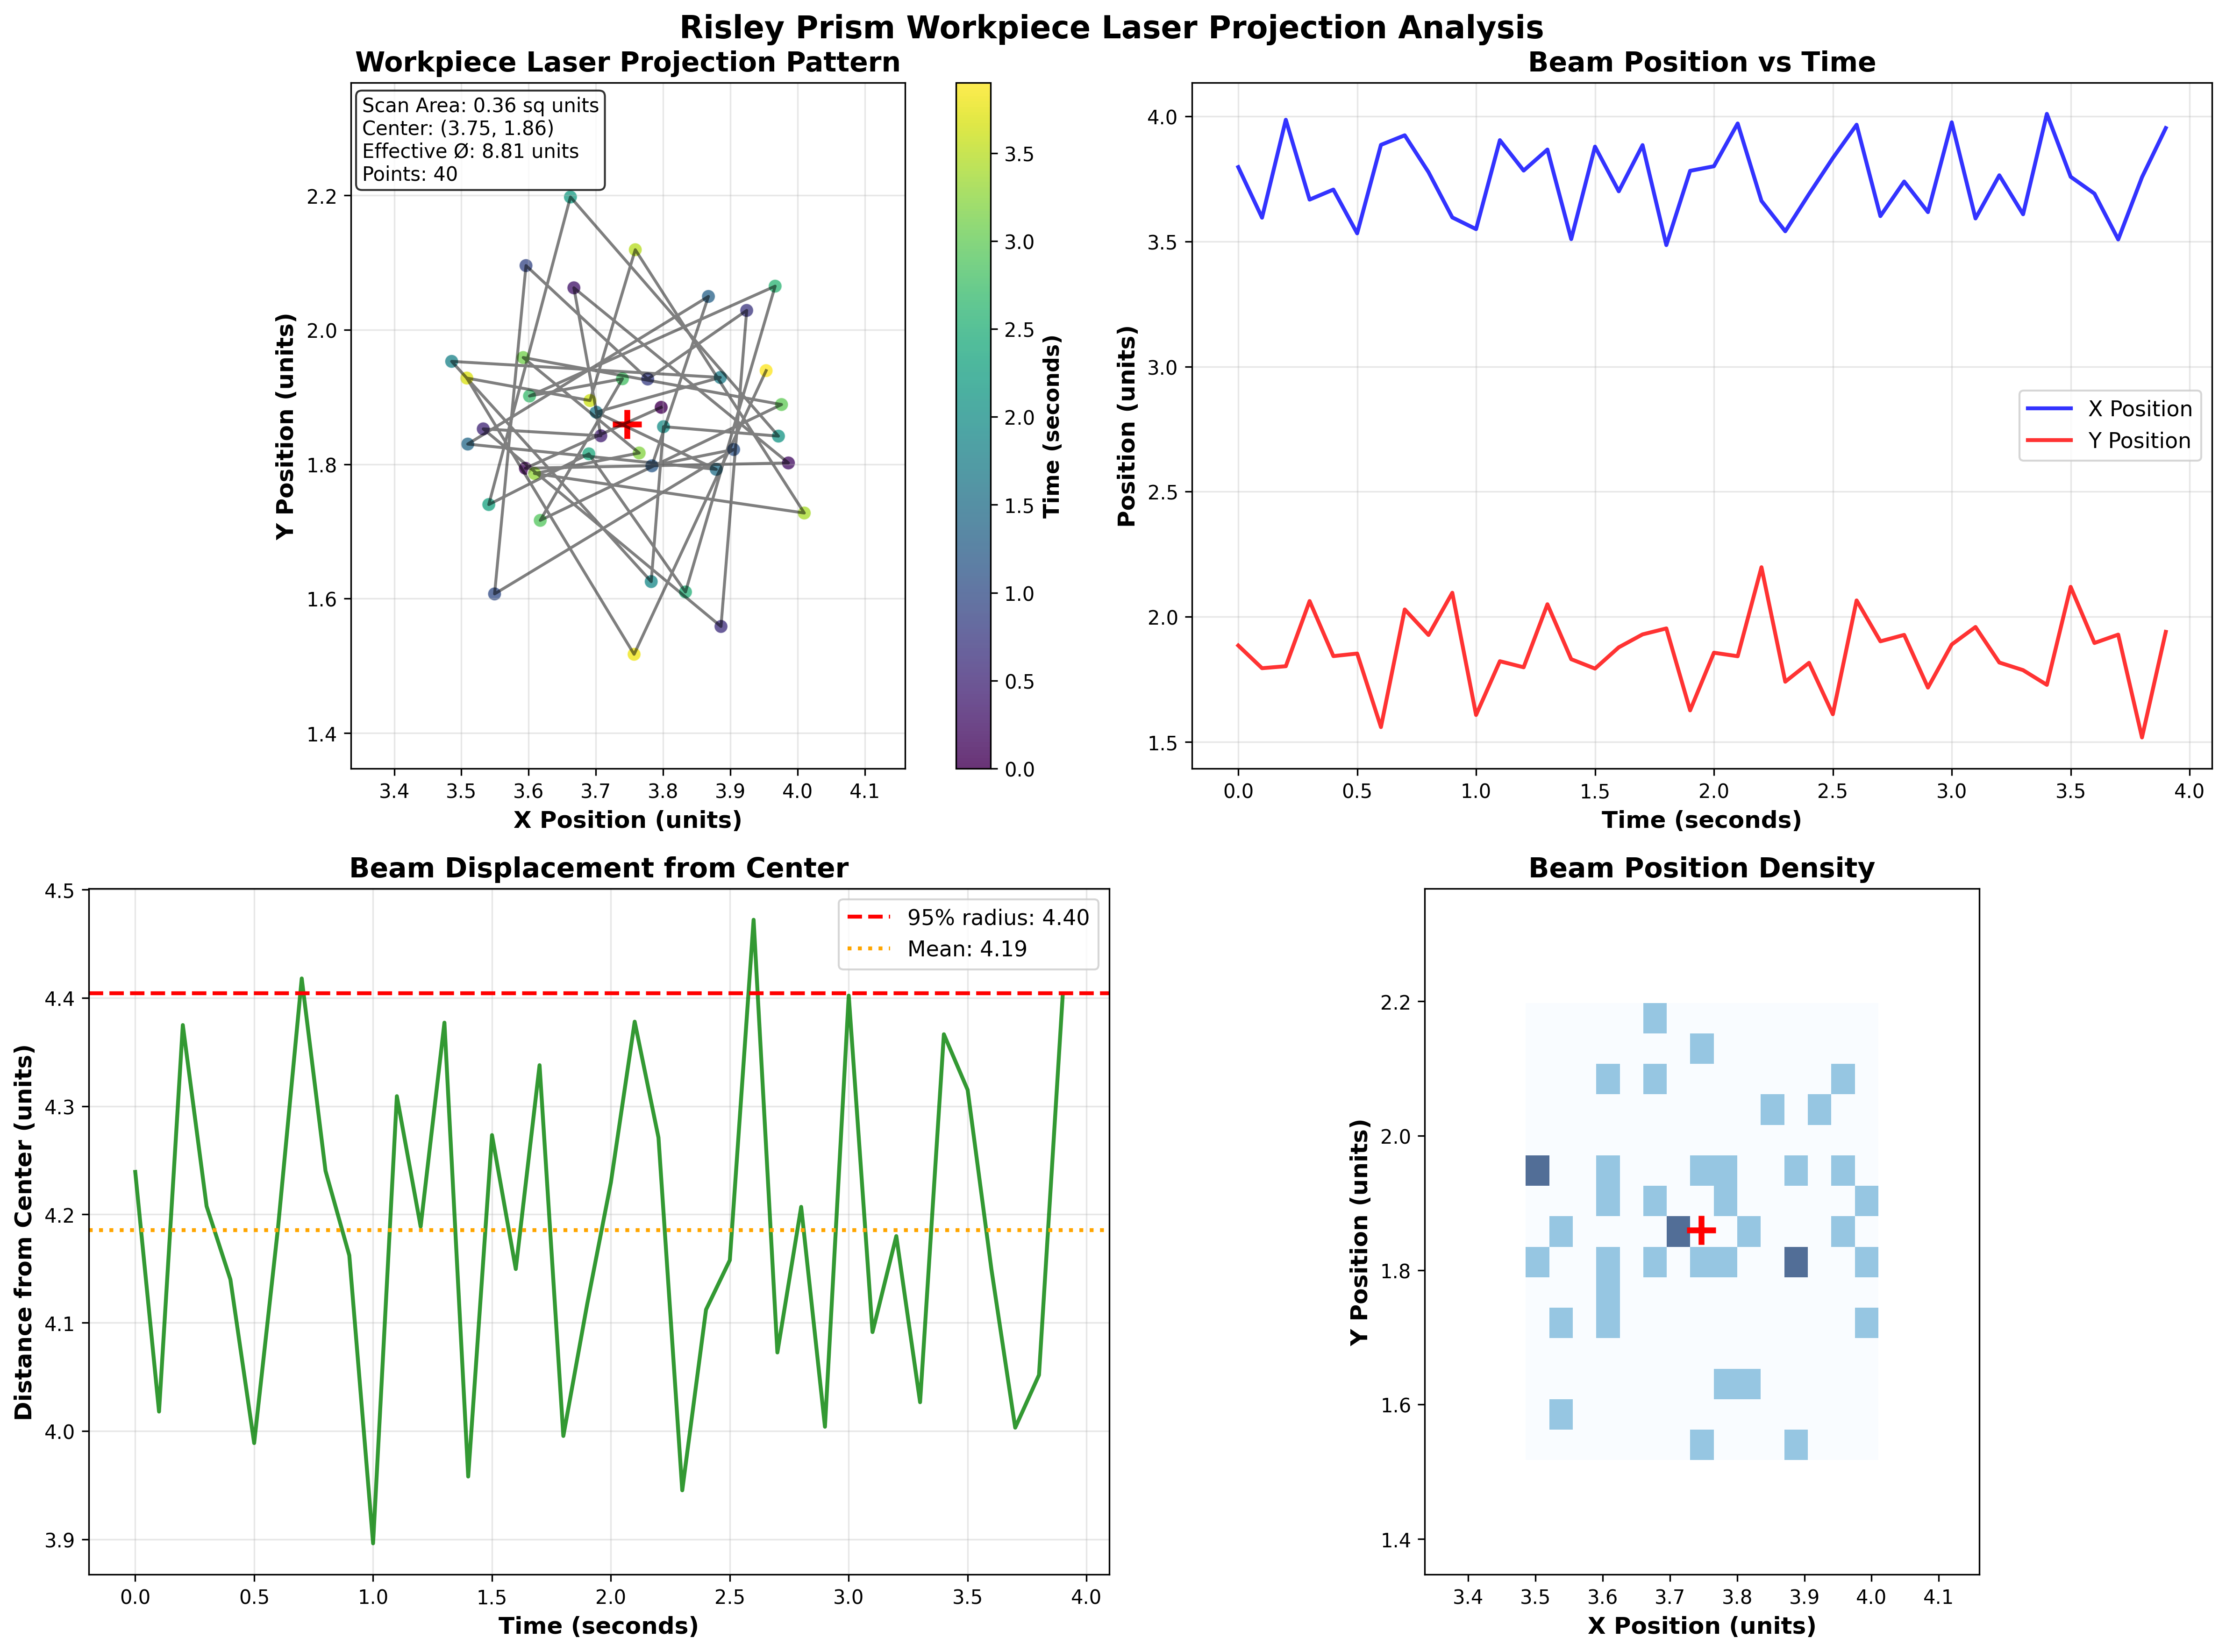 Risley Prism Workpiece Laser Projection Analysis
Workpiece Laser Projection Pattern
Scan Area: 0.36 sq units
Center: (3.75, 1.86)
Effective Ø: 8.81 units
Points: 40
Y Position (units)
2.2
2.0
1.8
1.6
1.4
3.4 3.5 3.6 3.7 3.8 3.9 4.0 4.1
X Position (units)
3.5
3.0
2.5
2.0
1.5
1.0
0.5
0.0
Time (seconds)
Beam Position vs Time
Position (units)
4.0
3.5
3.0
2.5
2.0
1.5
X Position
Y Position
0.0 0.5 1.0 1.5 2.0 2.5 3.0 3.5 4.0
Time (seconds)
Beam Displacement from Center
Distance from Center (units)
4.5
4.4
4.3
4.2
4.1
4.0
3.9
95% radius: 4.40
Mean: 4.19
0.0 0.5 1.0 1.5 2.0 2.5 3.0 3.5 4.0
Time (seconds)
Beam Position Density
Y Position (units)
2.2
2.0
1.8
1.6
1.4
3.4 3.5 3.6 3.7 3.8 3.9 4.0 4.1
X Position (units)